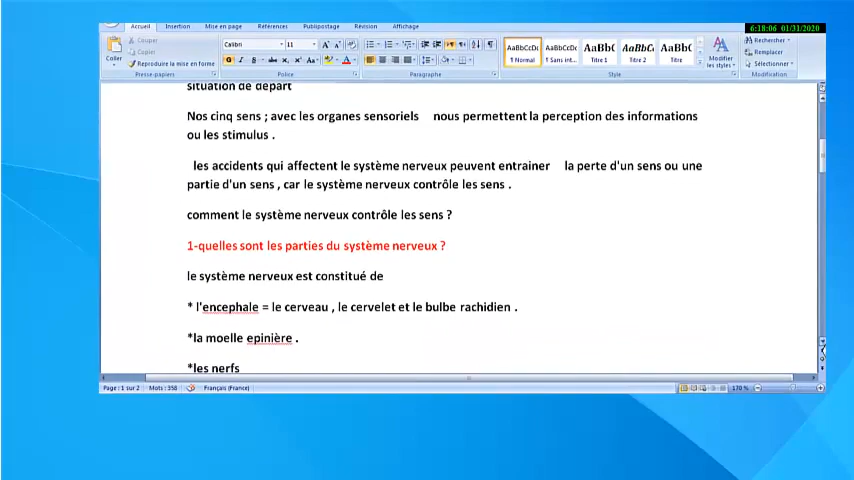 Accueil Insertion Mise en page Références Publipostage Révision Affichage
6:18:06 01/31/2020
Coller
Couper
Copier
Reproduire la mise en forme
Presse-papiers
Calibri 11
Police
Paragraphe
AaBbCcDc AaBbCcDc AaBbC AaBbCc AaBbC
¶ Normal ¶ Sans int... Titre 1 Titre 2 Titre
Style
Modifier les styles
Rechercher
Remplacer
Sélectionner
Modification
situation de départ
Nos cinq sens ; avec les organes sensoriels nous permettent la perception des informations
ou les stimulus .
les accidents qui affectent le système nerveux peuvent entrainer la perte d'un sens ou une
partie d'un sens , car le système nerveux contrôle les sens .
comment le système nerveux contrôle les sens ?
1-quelles sont les parties du système nerveux ?
le système nerveux est constitué de
* l'encephale = le cerveau , le cervelet et le bulbe rachidien .
*la moelle epinière .
*les nerfs
Page : 1 sur 2 Mots : 358 Français (France) 170 %